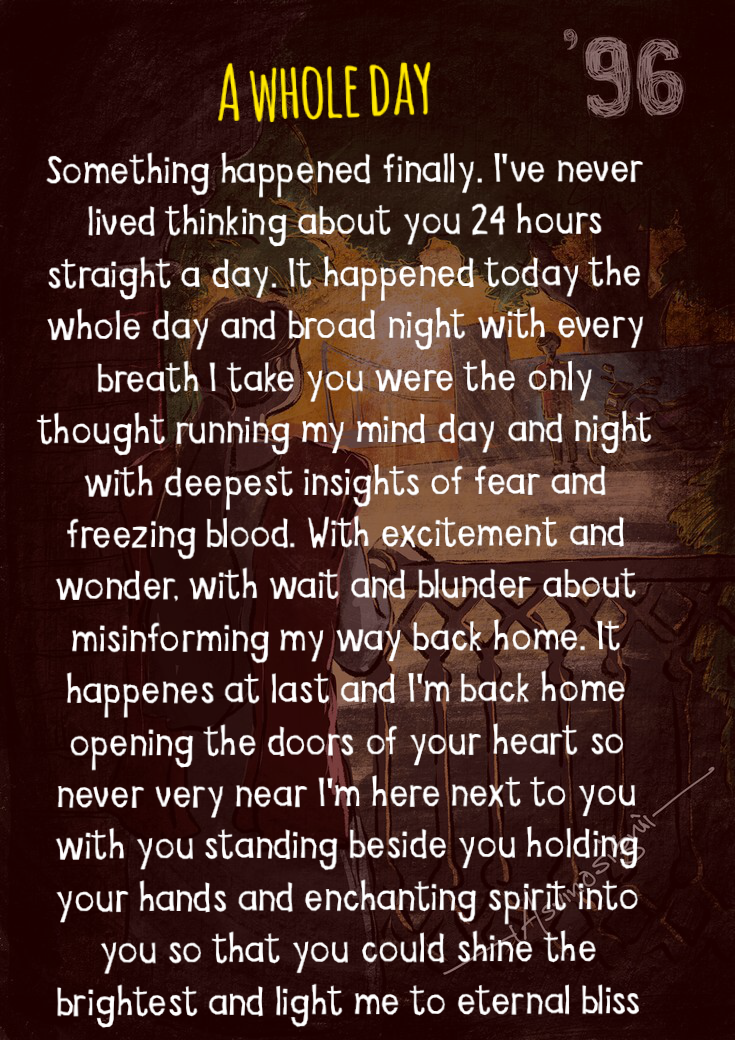 '96
A WHOLE DAY
Something happened finally. I've never
lived thinking about you 24 hours
straight a day. It happened today the
whole day and broad night with every
breath I take you were the only
thought running my mind day and night
with deepest insights of fear and
freezing blood. With excitement and
wonder, with wait and blunder about
misinforming my way back home. It
happenes at last and I'm back home
opening the doors of your heart so
never very near I'm here next to you
with you standing beside you holding
your hands and enchanting spirit into
you so that you could shine the
brightest and light me to eternal bliss